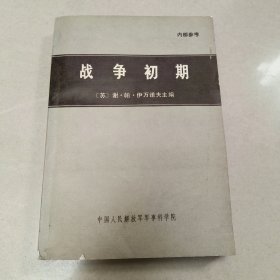 内部参考
战争初期
〔苏〕谢·帕·伊万诺夫主编
中国人民解放军军事科学院